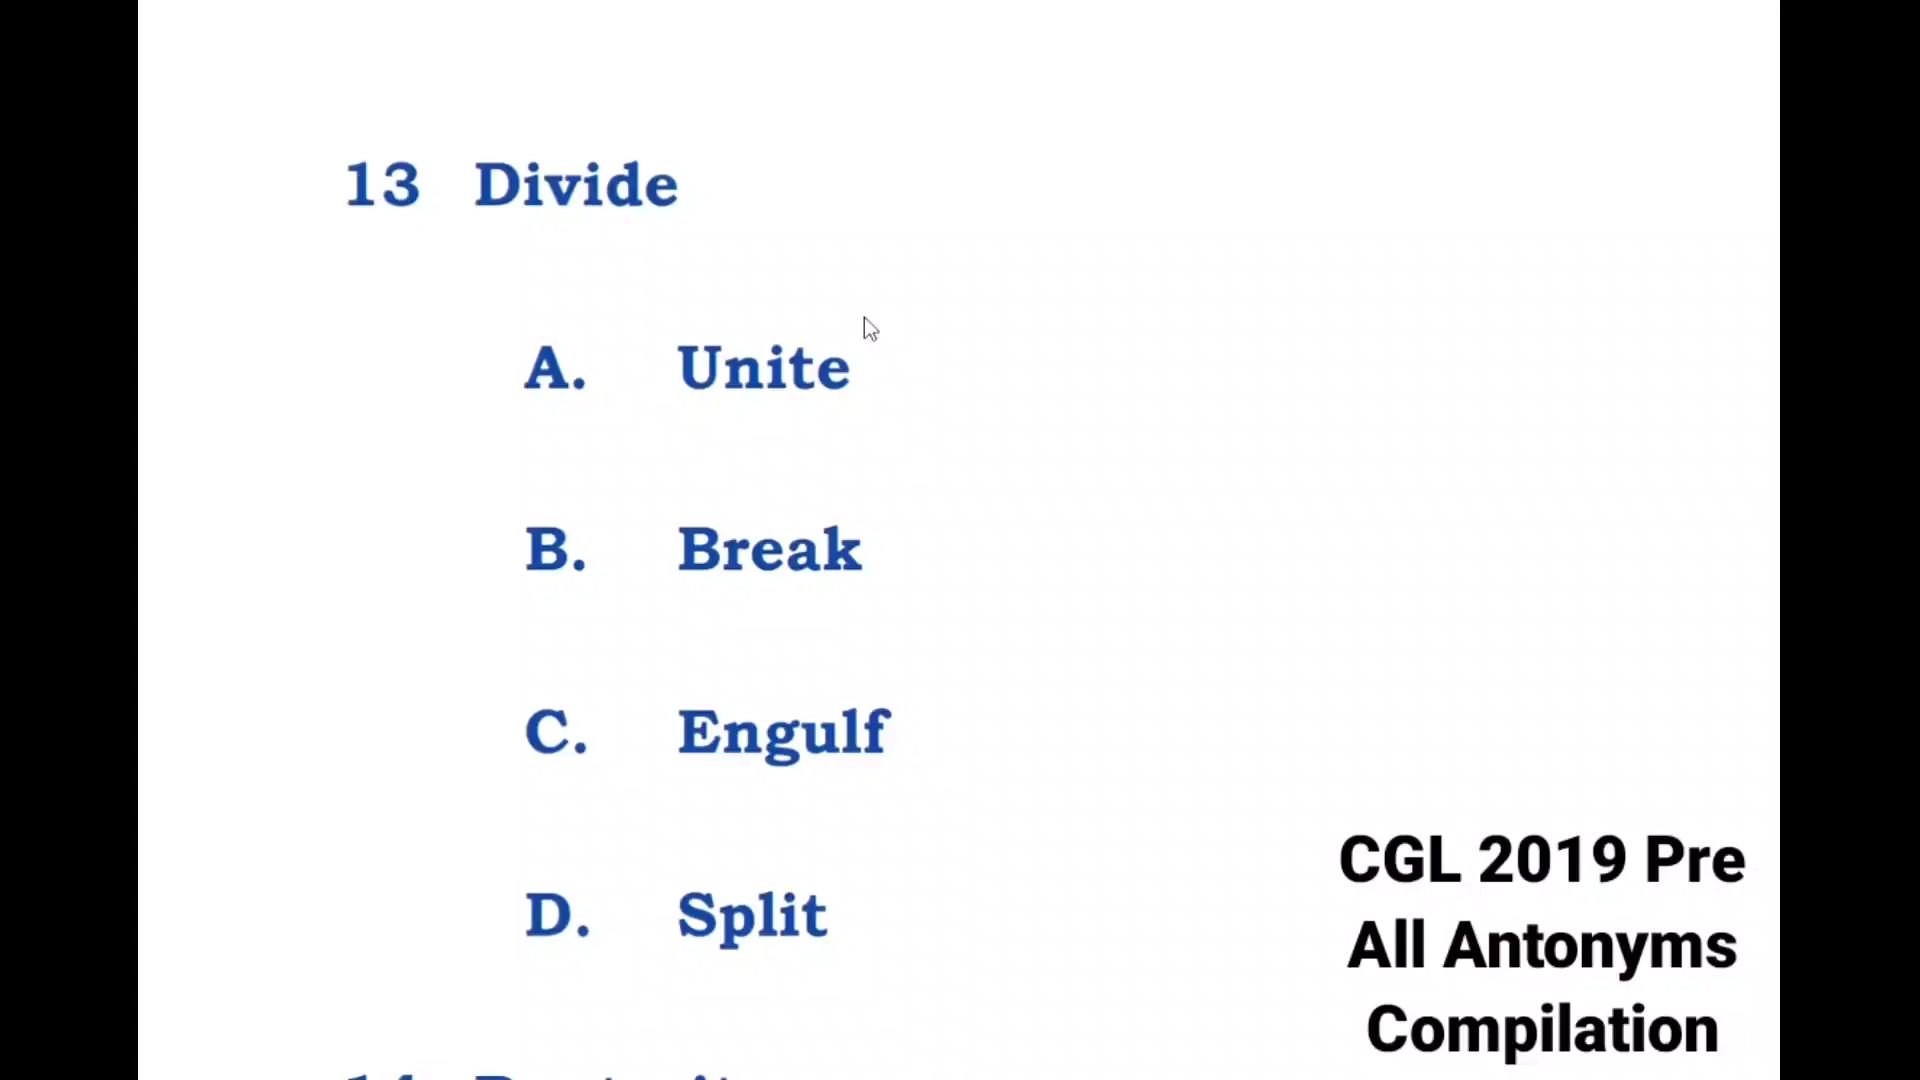 13 Divide
A. Unite
B. Break
C. Engulf
D. Split
CGL 2019 Pre
All Antonyms
Compilation